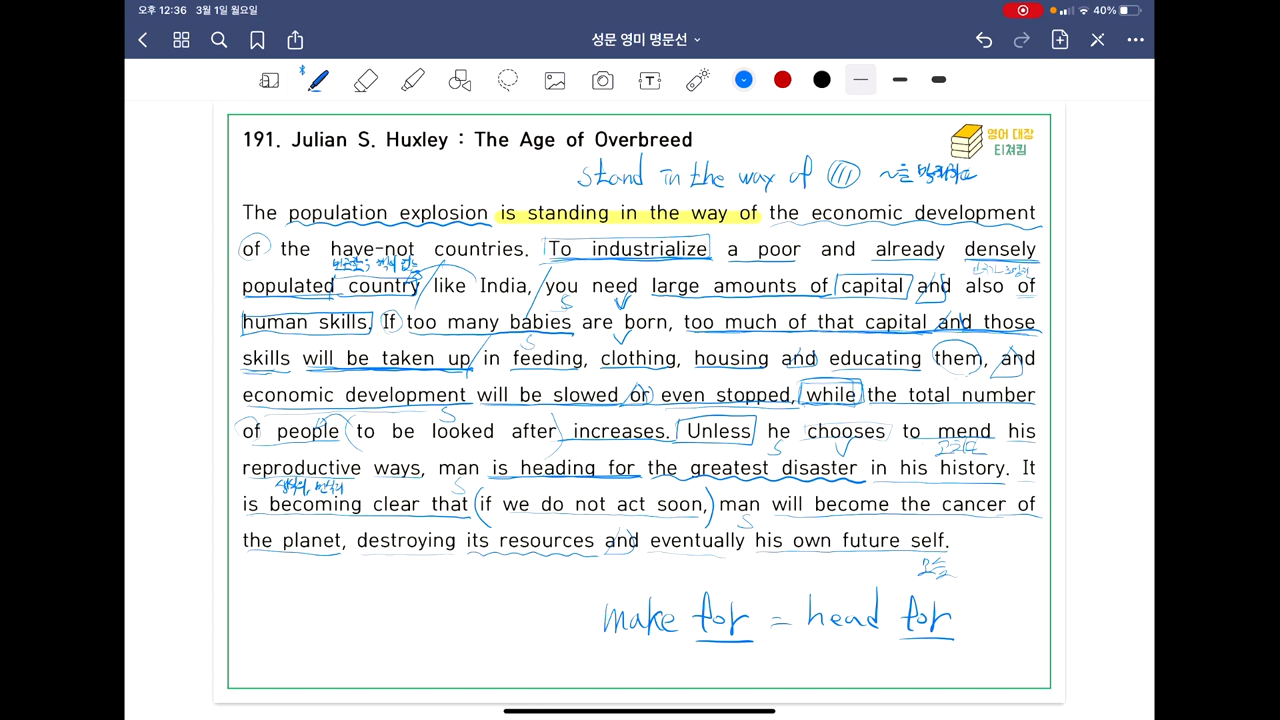 오후 12:36 3월 1일 월요일
40%
성문 영미 명문선
191. Julian S. Huxley : The Age of Overbreed
영어 대장
티쳐킴
stand in the way of
The population explosion is standing in the way of the economic development
of the have-not countries. To industrialize a poor and already densely
populated country like India, you need large amounts of capital and also of
human skills. If too many babies are born, too much of that capital and those
skills will be taken up in feeding, clothing, housing and educating them, and
economic development will be slowed or even stopped, while the total number
of people to be looked after increases. Unless he chooses to mend his
고치다
reproductive ways, man is heading for the greatest disaster in his history. It
is becoming clear that if we do not act soon, man will become the cancer of
the planet, destroying its resources and eventually his own future self.
make for = head for